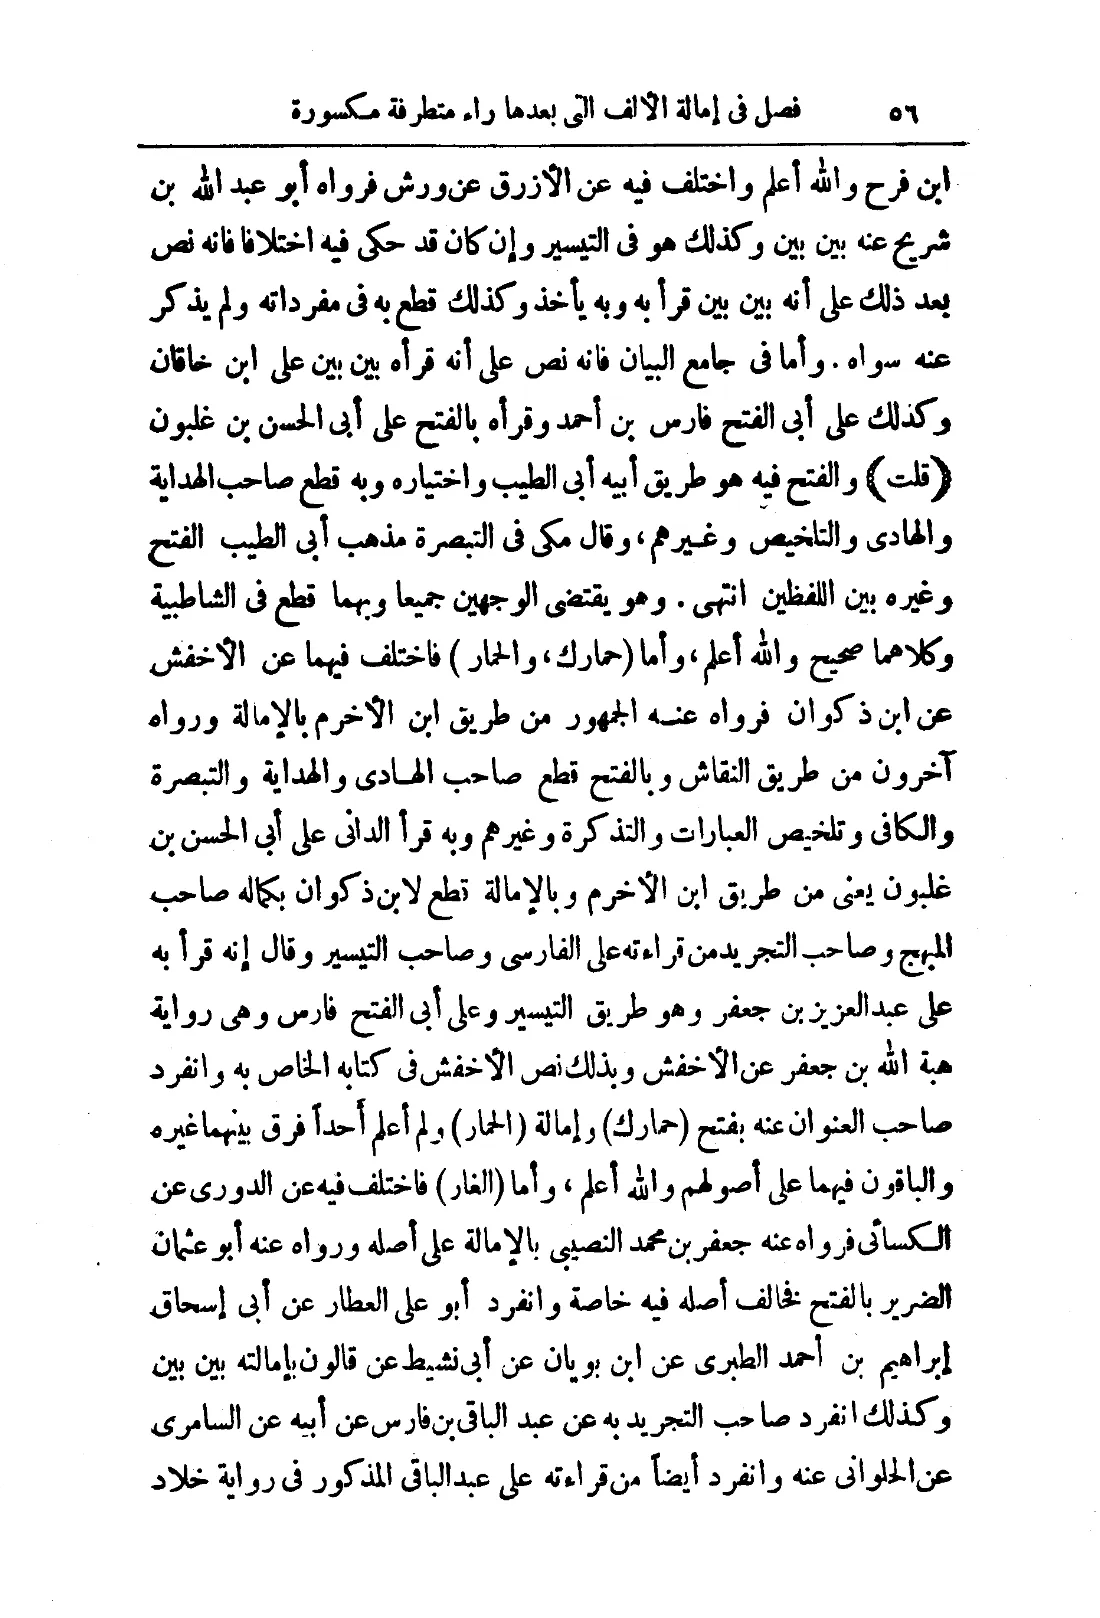 ٥٦ فصل فى إمالة الألف التى بعدها راء متطرفة مكسورة
ابن فرح والله أعلم واختلف فيه عن الأزرق عن ورش فرواه أبو عبد الله بن
شريح عنه بين بين وكذلك هو فى التيسير وإن كان قد حكى فيه اختلافا فانه نص
بعد ذلك على أنه بين بين قرأ به وبه يأخذ وكذلك قطع به فى مفرداته ولم يذكر
عنه سواه . وأما فى جامع البيان فانه نص على أنه قرأه بين بين على ابن خاقان
وكذلك على أبى الفتح فارس بن أحمد وقرأه بالفتح على أبى الحسن بن غلبون
(قلت) والفتح فيه هو طريق أبيه أبى الطيب واختياره وبه قطع صاحب الهداية
والهادى والتلخيص وغيرهم ، وقال مكى فى التبصرة مذهب أبى الطيب الفتح
وغيره بين اللفظين انتهى . وهو يقتضى الوجهين جميعا وبهما قطع فى الشاطبية
وكلاهما صحيح والله أعلم ، وأما (حمارك ، والحمار) فاختلف فيهما عن الأخفش
عن ابن ذكوان فرواه عنه الجمهور من طريق ابن الأخرم بالإمالة ورواه
آخرون من طريق النقاش وبالفتح قطع صاحب الهادى والهداية والتبصرة
والكافى وتلخيص العبارات والتذكرة وغيرهم وبه قرأ الدانى على أبى الحسن بن
غلبون يعنى من طريق ابن الأخرم وبالإمالة قطع لابن ذكوان بكماله صاحب
المبهج وصاحب التجريد من قراءته على الفارسى وصاحب التيسير وقال إنه قرأ به
على عبد العزيز بن جعفر وهو طريق التيسير وعلى أبى الفتح فارس وهى رواية
هبة الله بن جعفر عن الأخفش وبذلك نص الأخفش فى كتابه الخاص به وانفرد
صاحب العنوان عنه بفتح (حمارك) وإمالة (الحمار) ولم أعلم أحداً فرق بينهما غيره
والباقون فيهما على أصولهم والله أعلم ، وأما (الغار) فاختلف فيه عن الدورى عن
الكسائى فرواه عنه جعفر بن محمد النصيبى بالإمالة على أصله ورواه عنه أبو عثمان
الضرير بالفتح فخالف أصله فيه خاصة وانفرد أبو على العطار عن أبى إسحاق
إبراهيم بن أحمد الطبرى عن ابن بويان عن أبى نشيط عن قالون بإمالته بين بين
وكذلك انفرد صاحب التجريد به عن عبد الباقى بن فارس عن أبيه عن السامرى
عن الحلوانى عنه وانفرد أيضاً من قراءته على عبد الباقى المذكور فى رواية خلاد